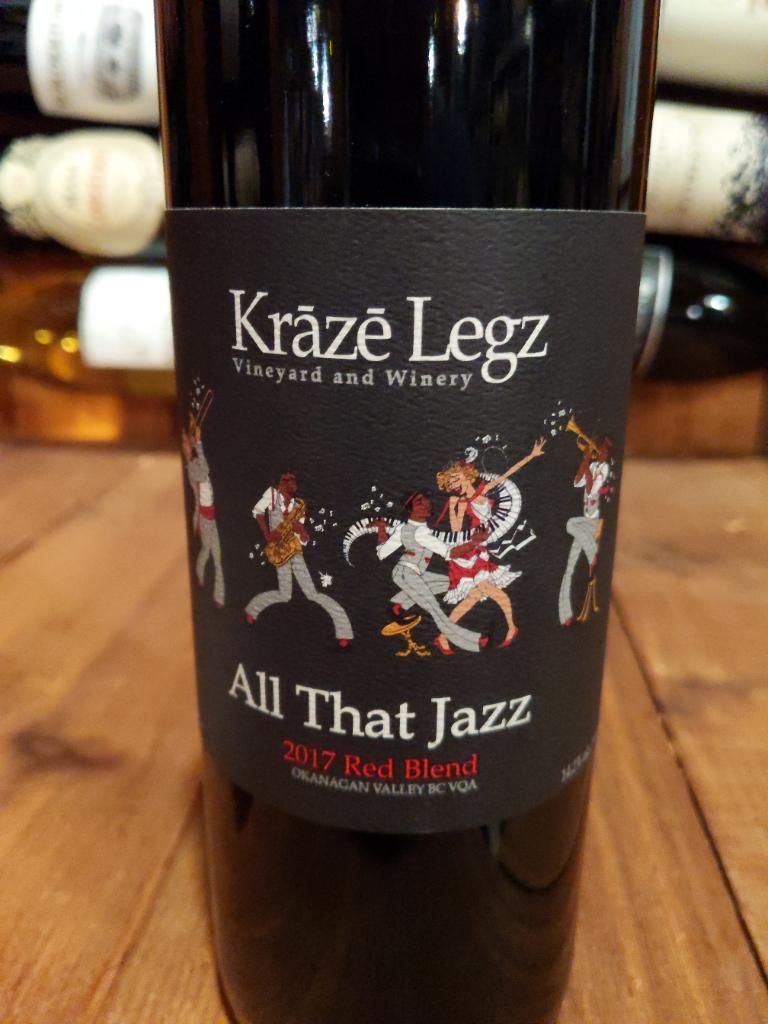 Krāzē Legz
Vineyard and Winery
All That Jazz
2017 Red Blend
OKANAGAN VALLEY BC VQA